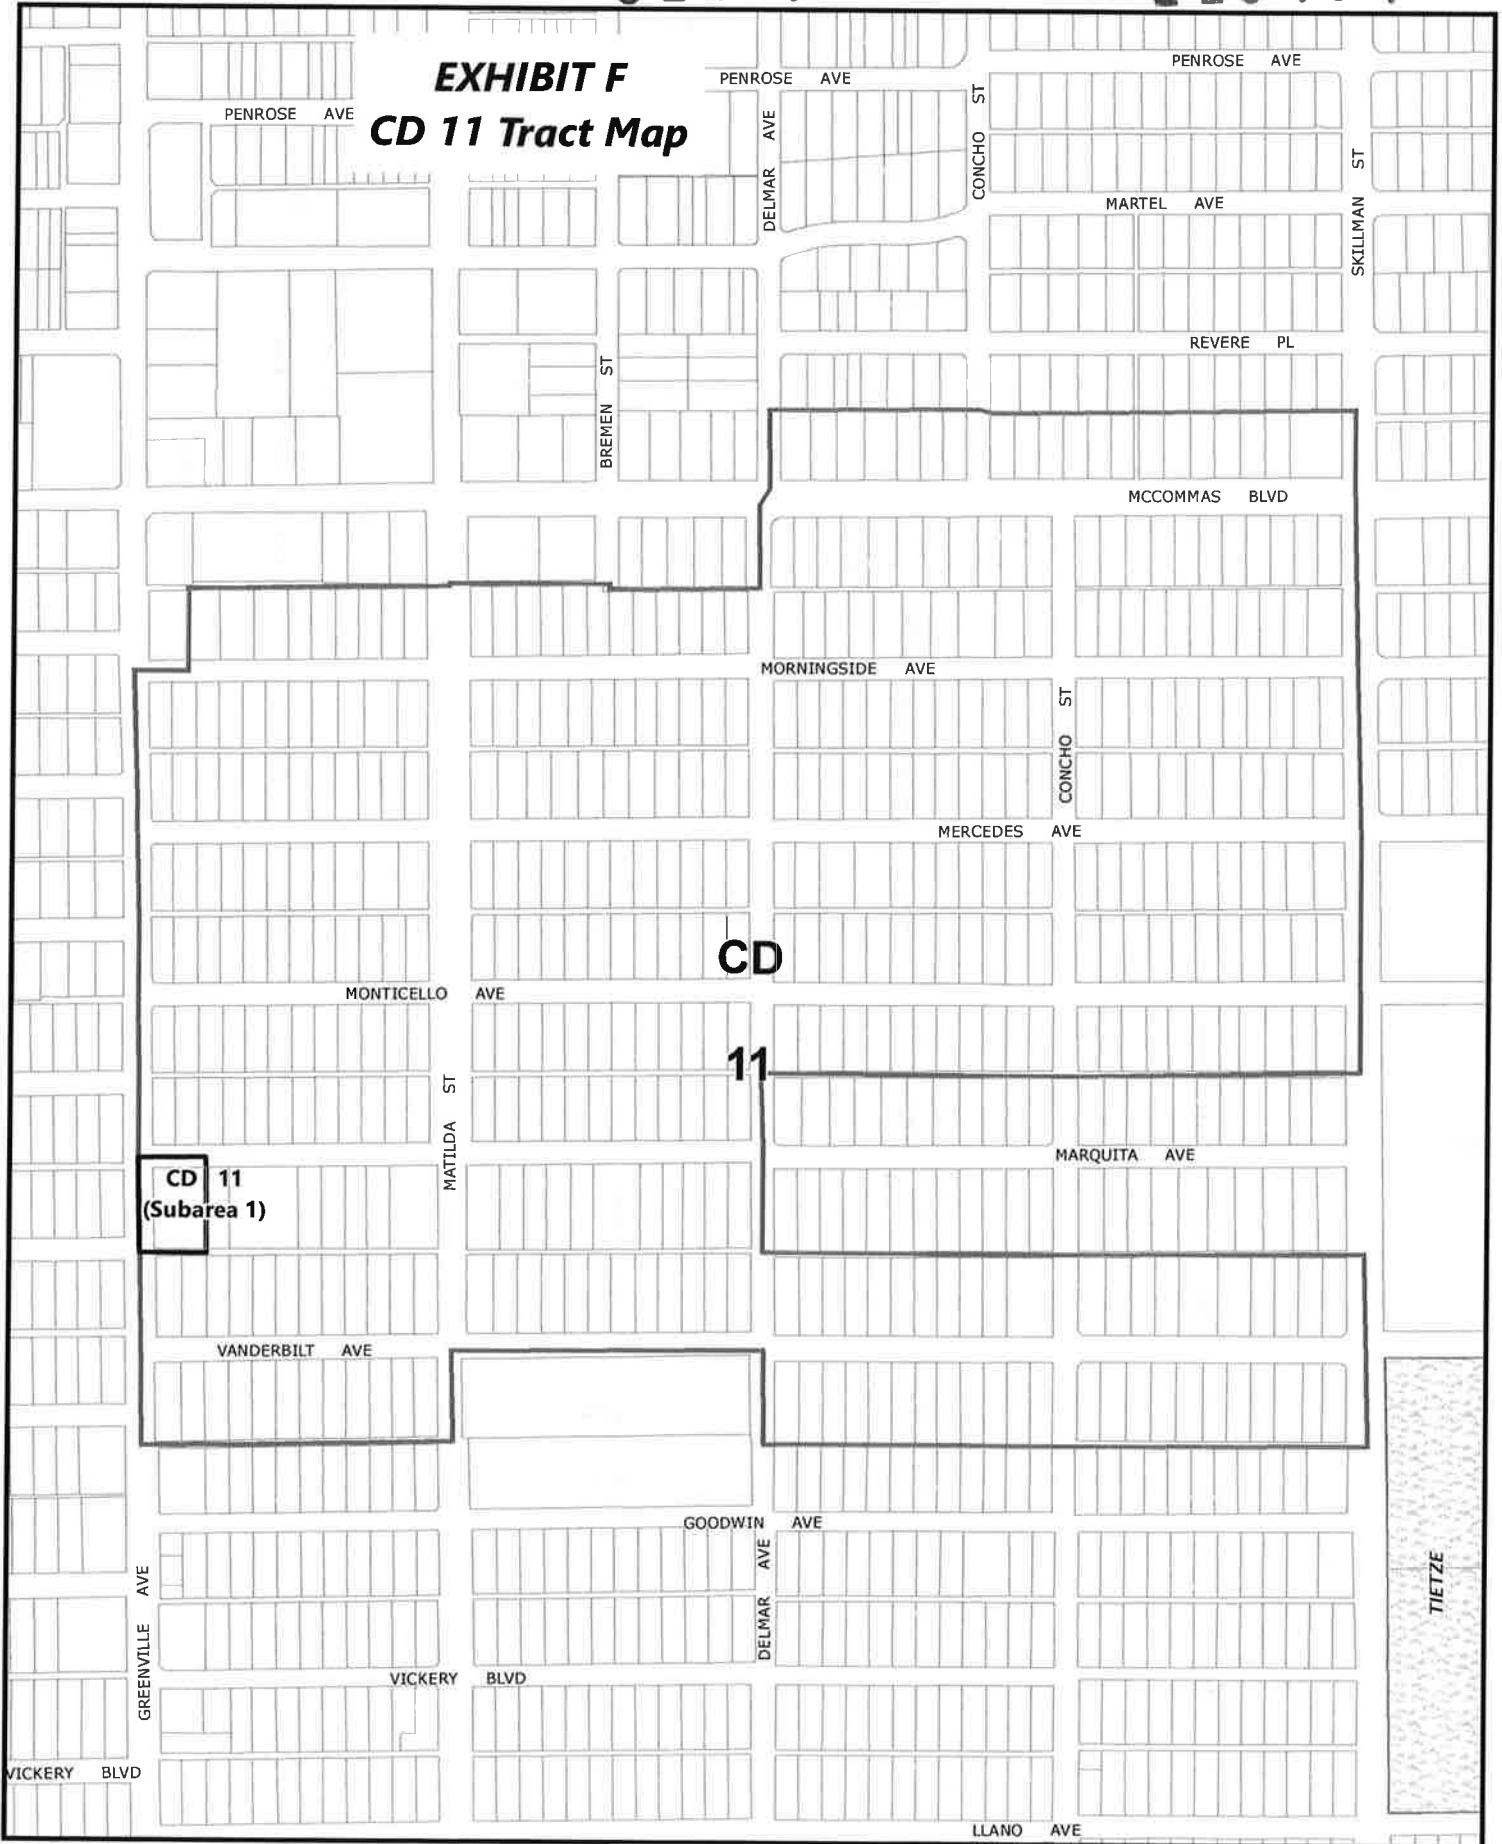 EXHIBIT F
CD 11 Tract Map
PENROSE AVE
PENROSE AVE
PENROSE AVE
DELMAR AVE
CONCHO ST
SKILLMAN ST
MARTEL AVE
REVERE PL
BREMEN ST
MCCOMMAS BLVD
MORNINGSIDE AVE
CONCHO ST
MERCEDES AVE
CD
11
MONTICELLO AVE
MATILDA ST
MARQUITA AVE
CD 11
(Subarea 1)
VANDERBILT AVE
GOODWIN AVE
DELMAR AVE
GREENVILLE AVE
TIETZE
VICKERY BLVD
VICKERY BLVD
LLANO AVE